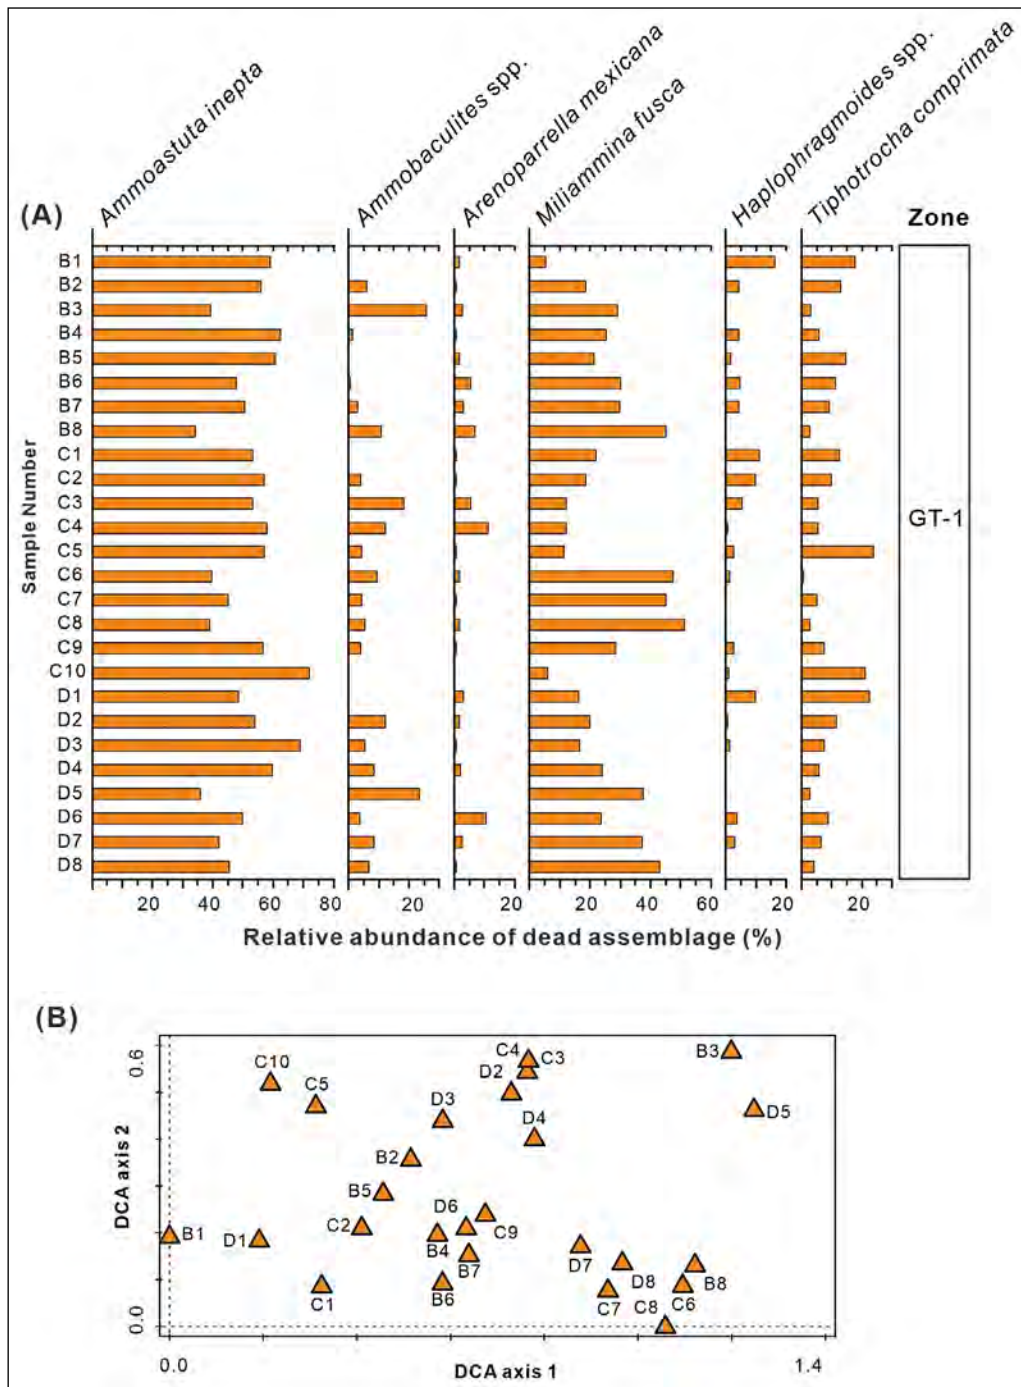 Ammoastuta inepta
Ammobaculites spp.
Arenoparrella mexicana
Miliammina fusca
Haplophragmoides spp.
Tiphotrocha comprimata
(A)
Zone
Sample Number
B1
B2
B3
B4
B5
B6
B7
B8
C1
C2
C3
C4
C5
C6
C7
C8
C9
C10
D1
D2
D3
D4
D5
D6
D7
D8
GT-1
20 40 60 80 20 20 20 40 60 20 20
Relative abundance of dead assemblage (%)
(B)
DCA axis 2
0.6
0.0
C10
C5
C4
C3
B3
D2
D3
D4
D5
B2
B5
D6
C2
C9
B1
D1
B4
B7
D7
D8
B8
C1
B6
C7
C8
C6
0.0
1.4
DCA axis 1